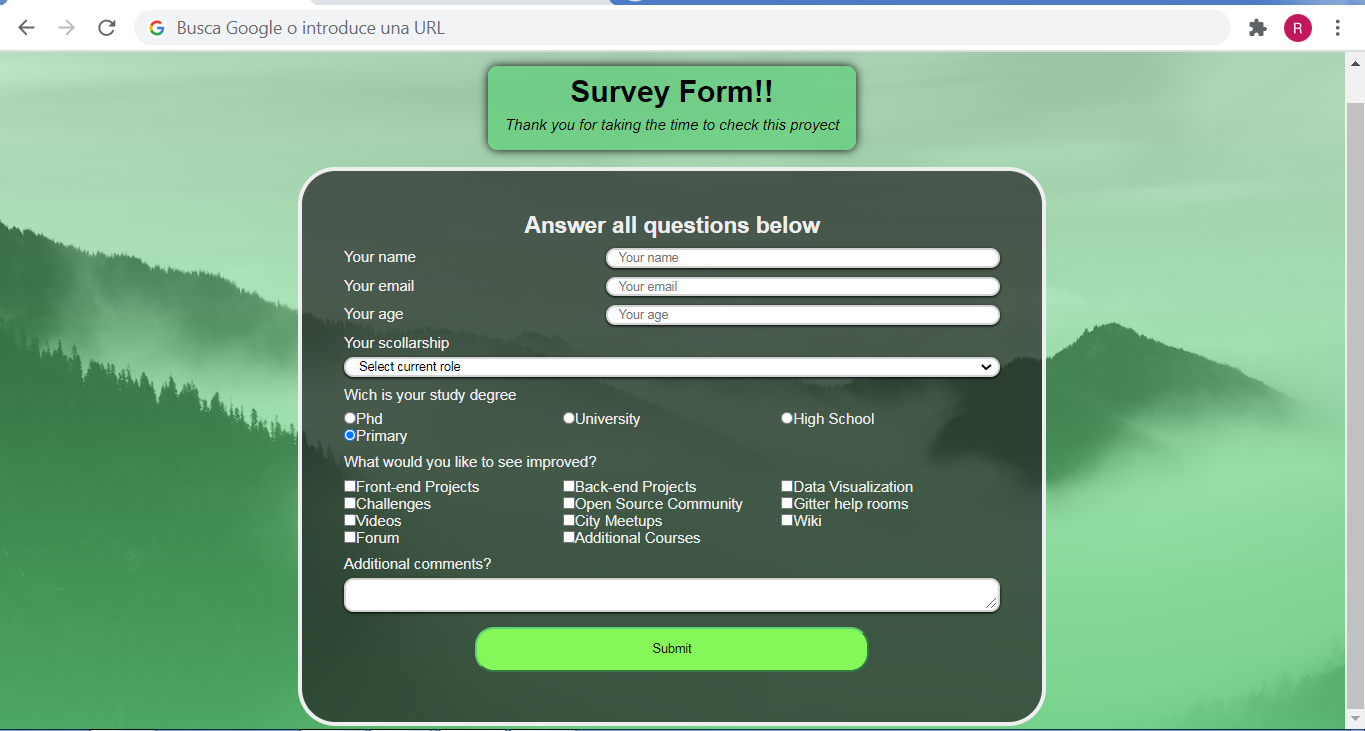 Busca Google o introduce una URL
R
Survey Form!!
Thank you for taking the time to check this proyect
Answer all questions below
Your name Your name
Your email Your email
Your age Your age
Your scollarship
Select current role
Wich is your study degree
Phd University High School
Primary
What would you like to see improved?
Front-end Projects Back-end Projects Data Visualization
Challenges Open Source Community Gitter help rooms
Videos City Meetups Wiki
Forum Additional Courses
Additional comments?
Submit